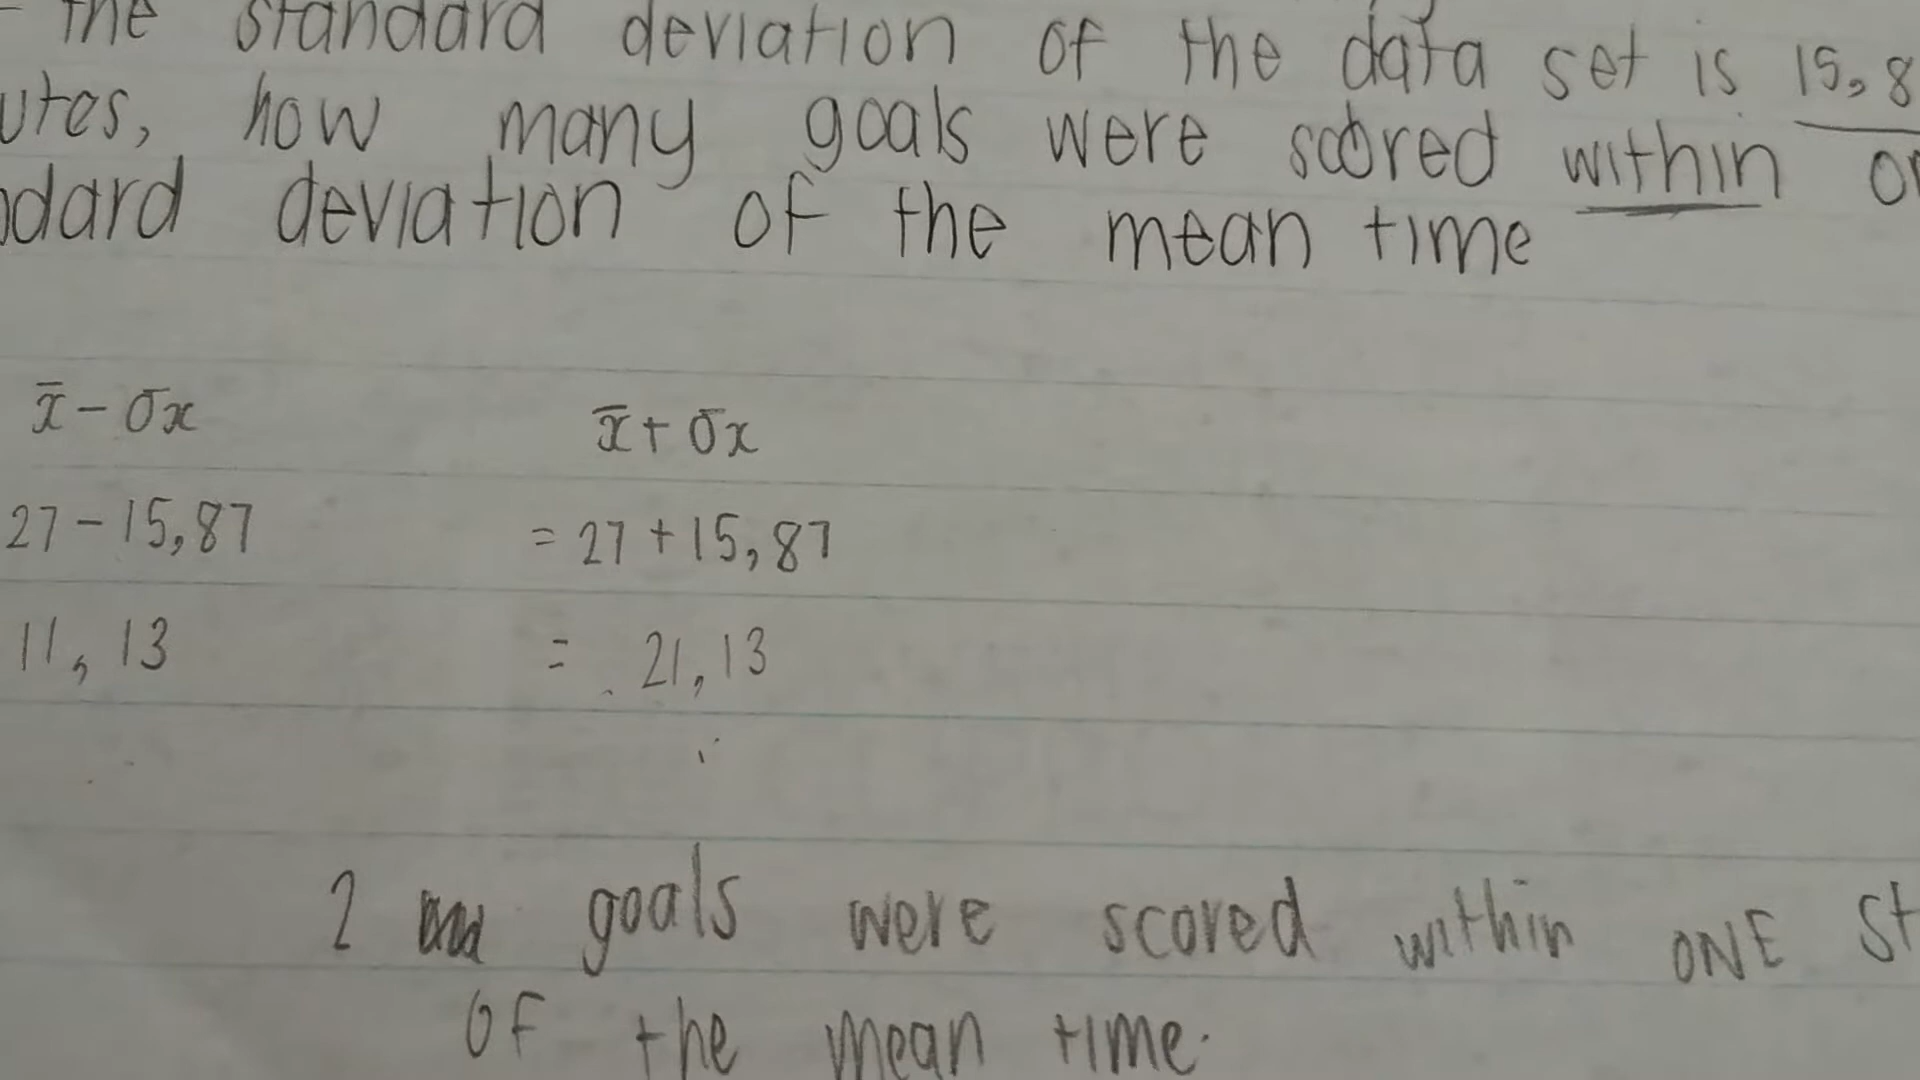 the standard deviation of the data set is 15,8
utes, how many goals were scored within
dard deviation of the mean time
x̄ - σx x̄ + σx
27 - 15,87 = 27 + 15,87
11,13 = 21,13
2 goals were scored within ONE St
of the mean time.